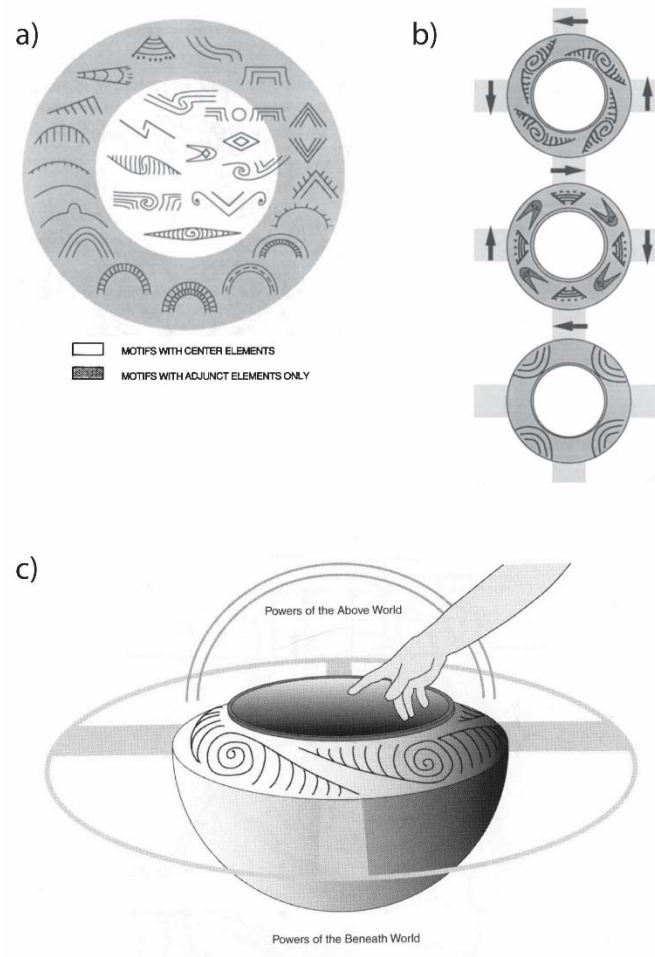 a)
b)
MOTIFS WITH CENTER ELEMENTS
MOTIFS WITH ADJUNCT ELEMENTS ONLY
c)
Powers of the Above World
Powers of the Beneath World